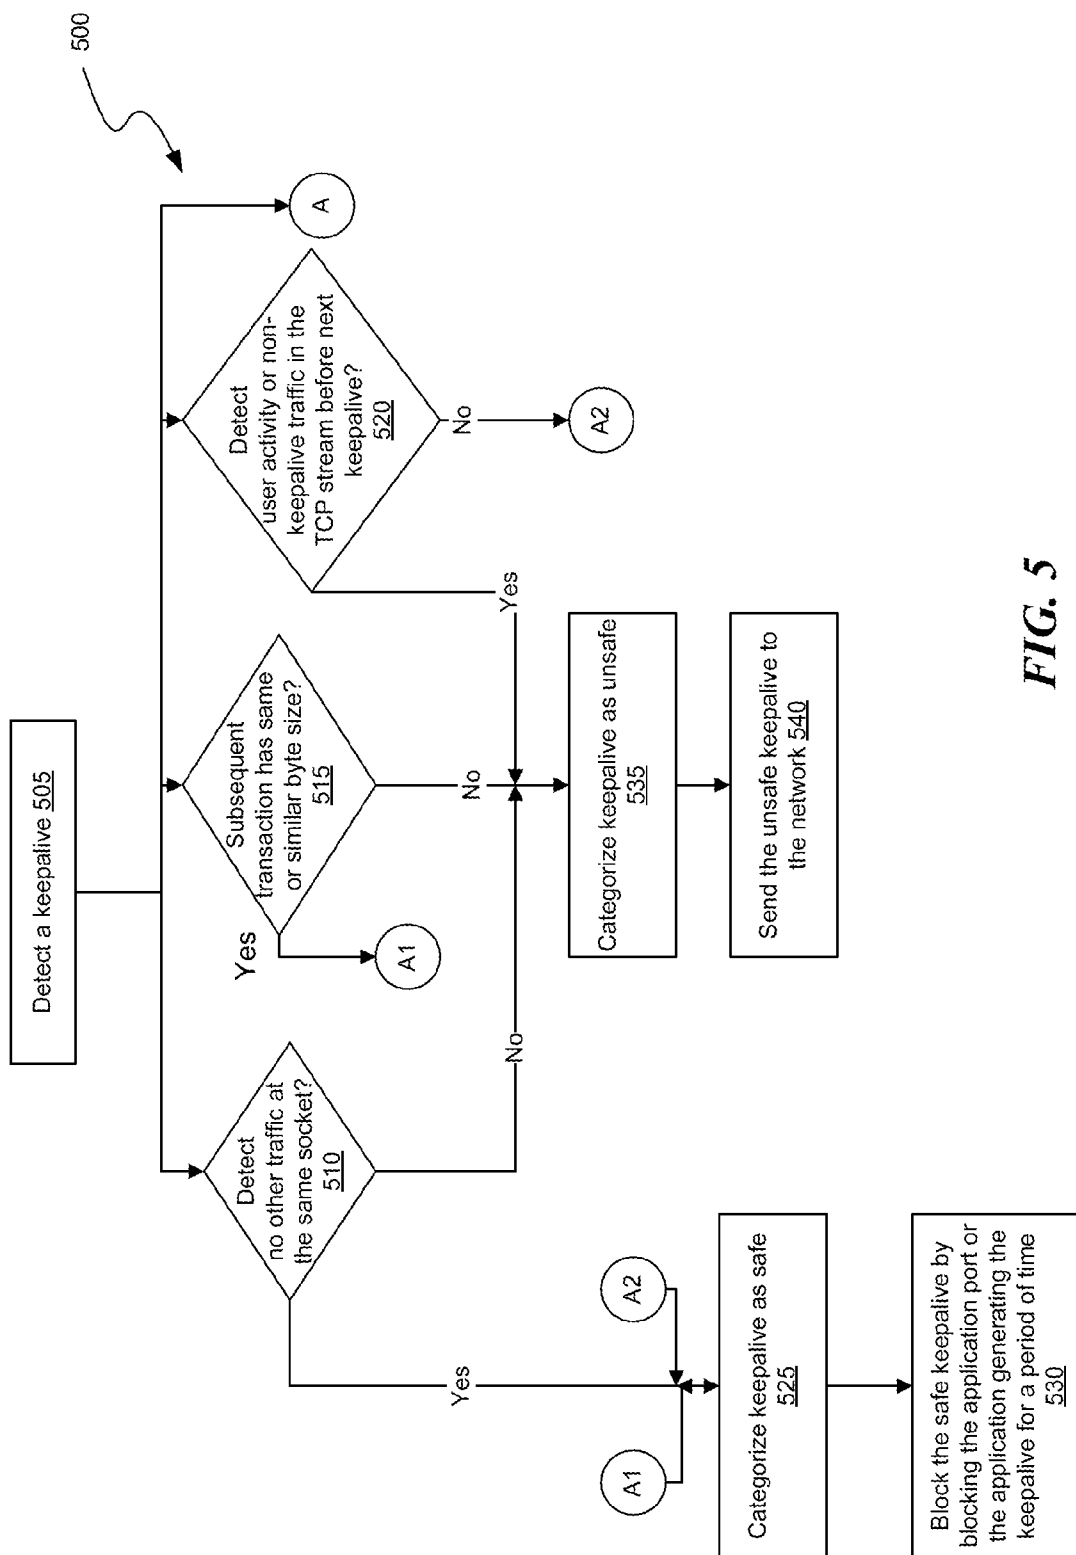 500
Detect a keepalive 505
Detect
no other traffic at
the same socket?
510
Subsequent
transaction has same
or similar byte size?
515
Detect
user activity or non-
keepalive traffic in the
TCP stream before next
keepalive?
520
A
Yes
A1
No
A2
Yes
No
No
Yes
A1
A2
Categorize keepalive as safe
525
Categorize keepalive as unsafe
535
Block the safe keepalive by
blocking the application port or
the application generating the
keepalive for a period of time
530
Send the unsafe keepalive to
the network 540
FIG. 5